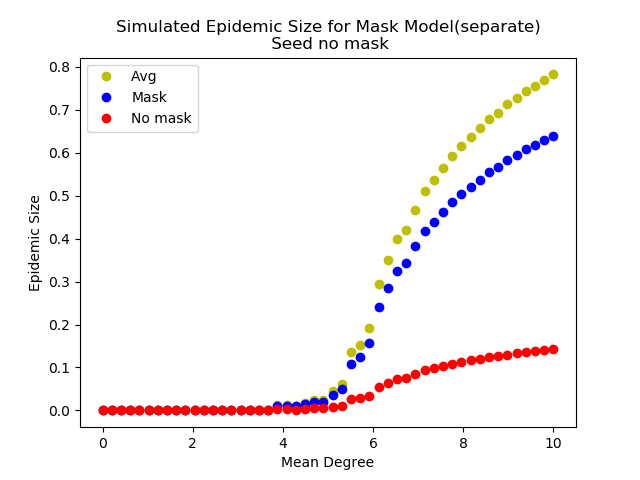 Simulated Epidemic Size for Mask Model(separate)
Seed no mask
Avg
Mask
No mask
Epidemic Size
0.8
0.7
0.6
0.5
0.4
0.3
0.2
0.1
0.0
0 2 4 6 8 10
Mean Degree